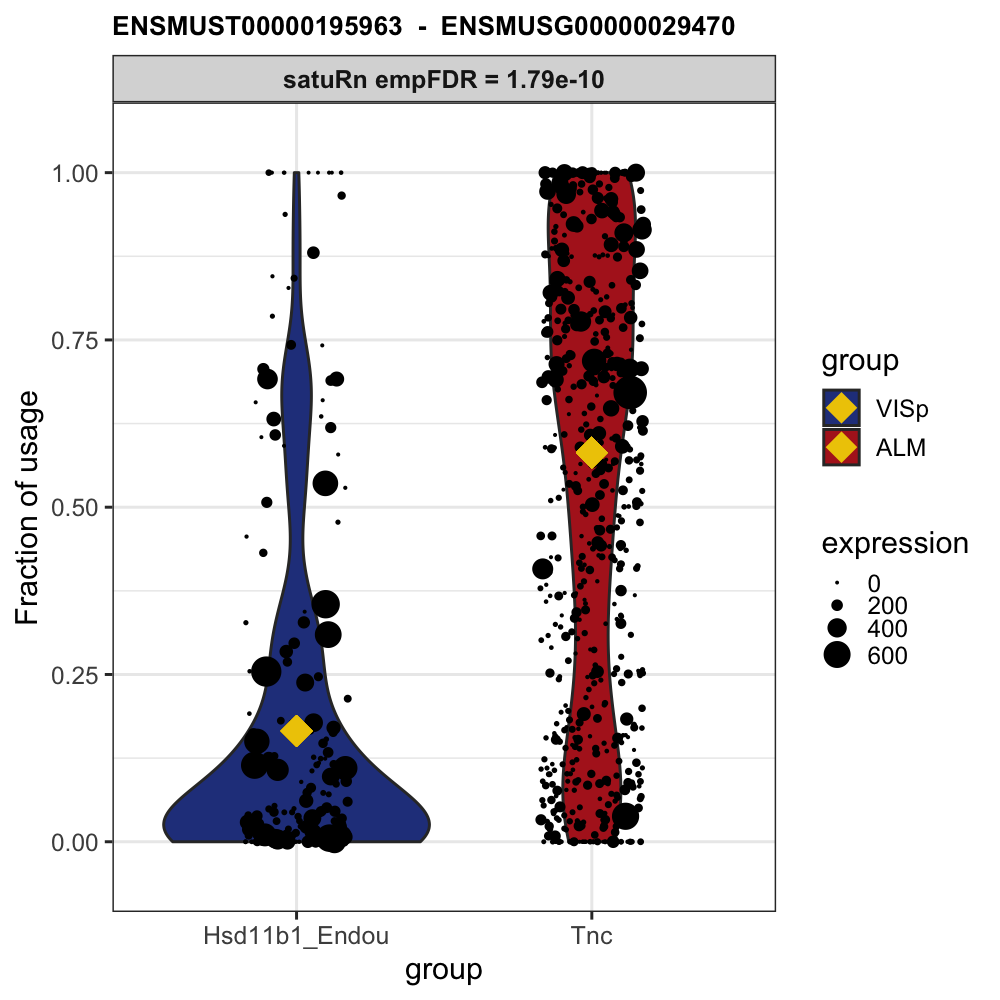 ENSMUST00000195963 - ENSMUSG00000029470
satuRn empFDR = 1.79e-10
Fraction of usage
1.00
0.75
0.50
0.25
0.00
Hsd11b1_Endou
Tnc
group
group
VISp
ALM
expression
0
200
400
600